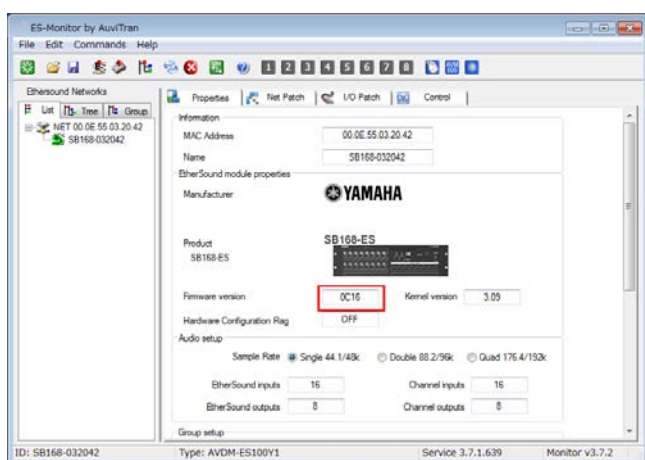 ES-Monitor by AuviTran
File Edit Commands Help
1 2 3 4 5 6 7 8
Ethersound Networks
List Tree Group
NET 00.0E.55.03.20.42
SB168-032042
Properties Net Patch I/O Patch Control
Information
MAC Address 00.0E.55.03.20.42
Name SB168-032042
EtherSound module properties
Manufacturer YAMAHA
Product SB168-ES
SB168-ES
Firmware version 0C16 Kernel version 3.09
Hardware Configuration Flag OFF
Audio setup
Sample Rate Single 44.1/48k Double 88.2/96k Quad 176.4/192k
EtherSound inputs 16 Channel inputs 16
EtherSound outputs 8 Channel outputs 8
Group setup
ID: SB168-032042 Type: AVDM-ES100Y1 Service 3.7.1.639 Monitor v3.7.2